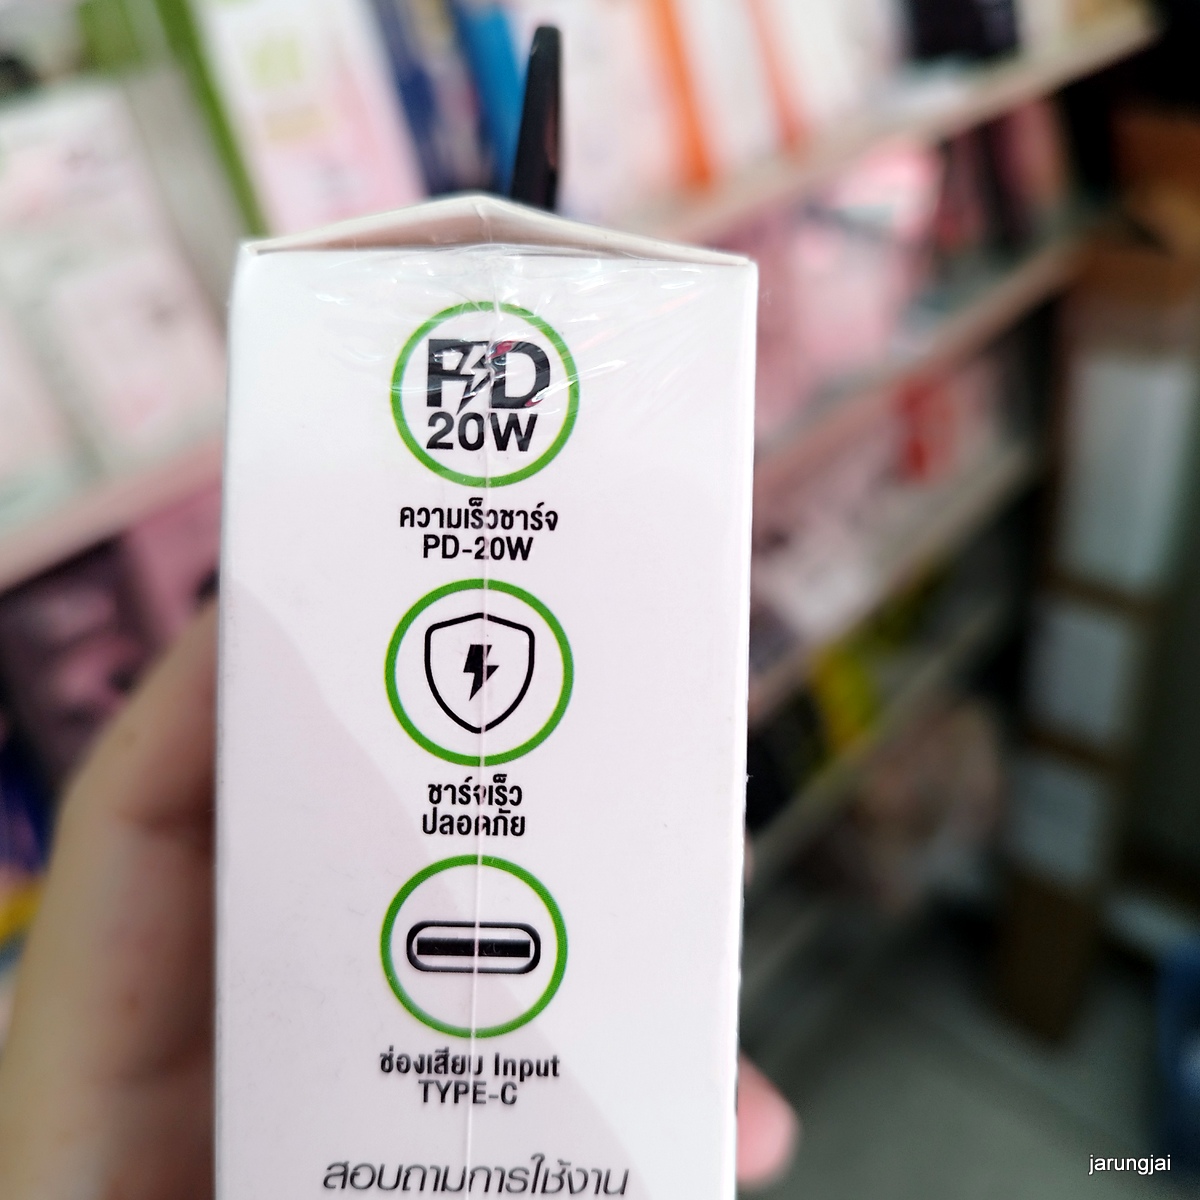 PD
20W
ความเร็วชาร์จ
PD-20W
ชาร์จเร็ว
ปลอดภัย
ช่องเสียบ Input
TYPE-C
สอบถามการใช้งาน
jarungjai